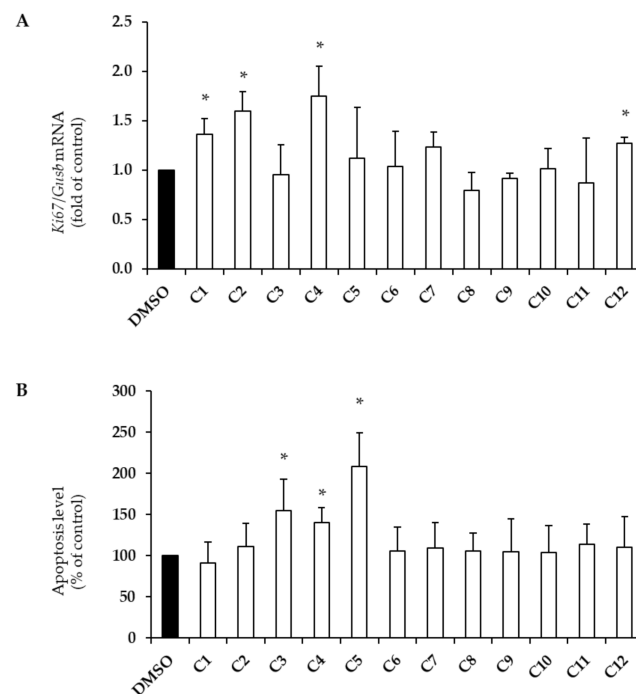 A
2.5
2.0
1.5
1.0
0.5
0.0
Ki67/Gusb mRNA
(fold of control)
*
*
*
*
DMSO
C1
C2
C3
C4
C5
C6
C7
C8
C9
C10
C11
C12
B
300
250
200
150
100
50
0
Apoptosis level
(% of control)
*
*
*
DMSO
C1
C2
C3
C4
C5
C6
C7
C8
C9
C10
C11
C12